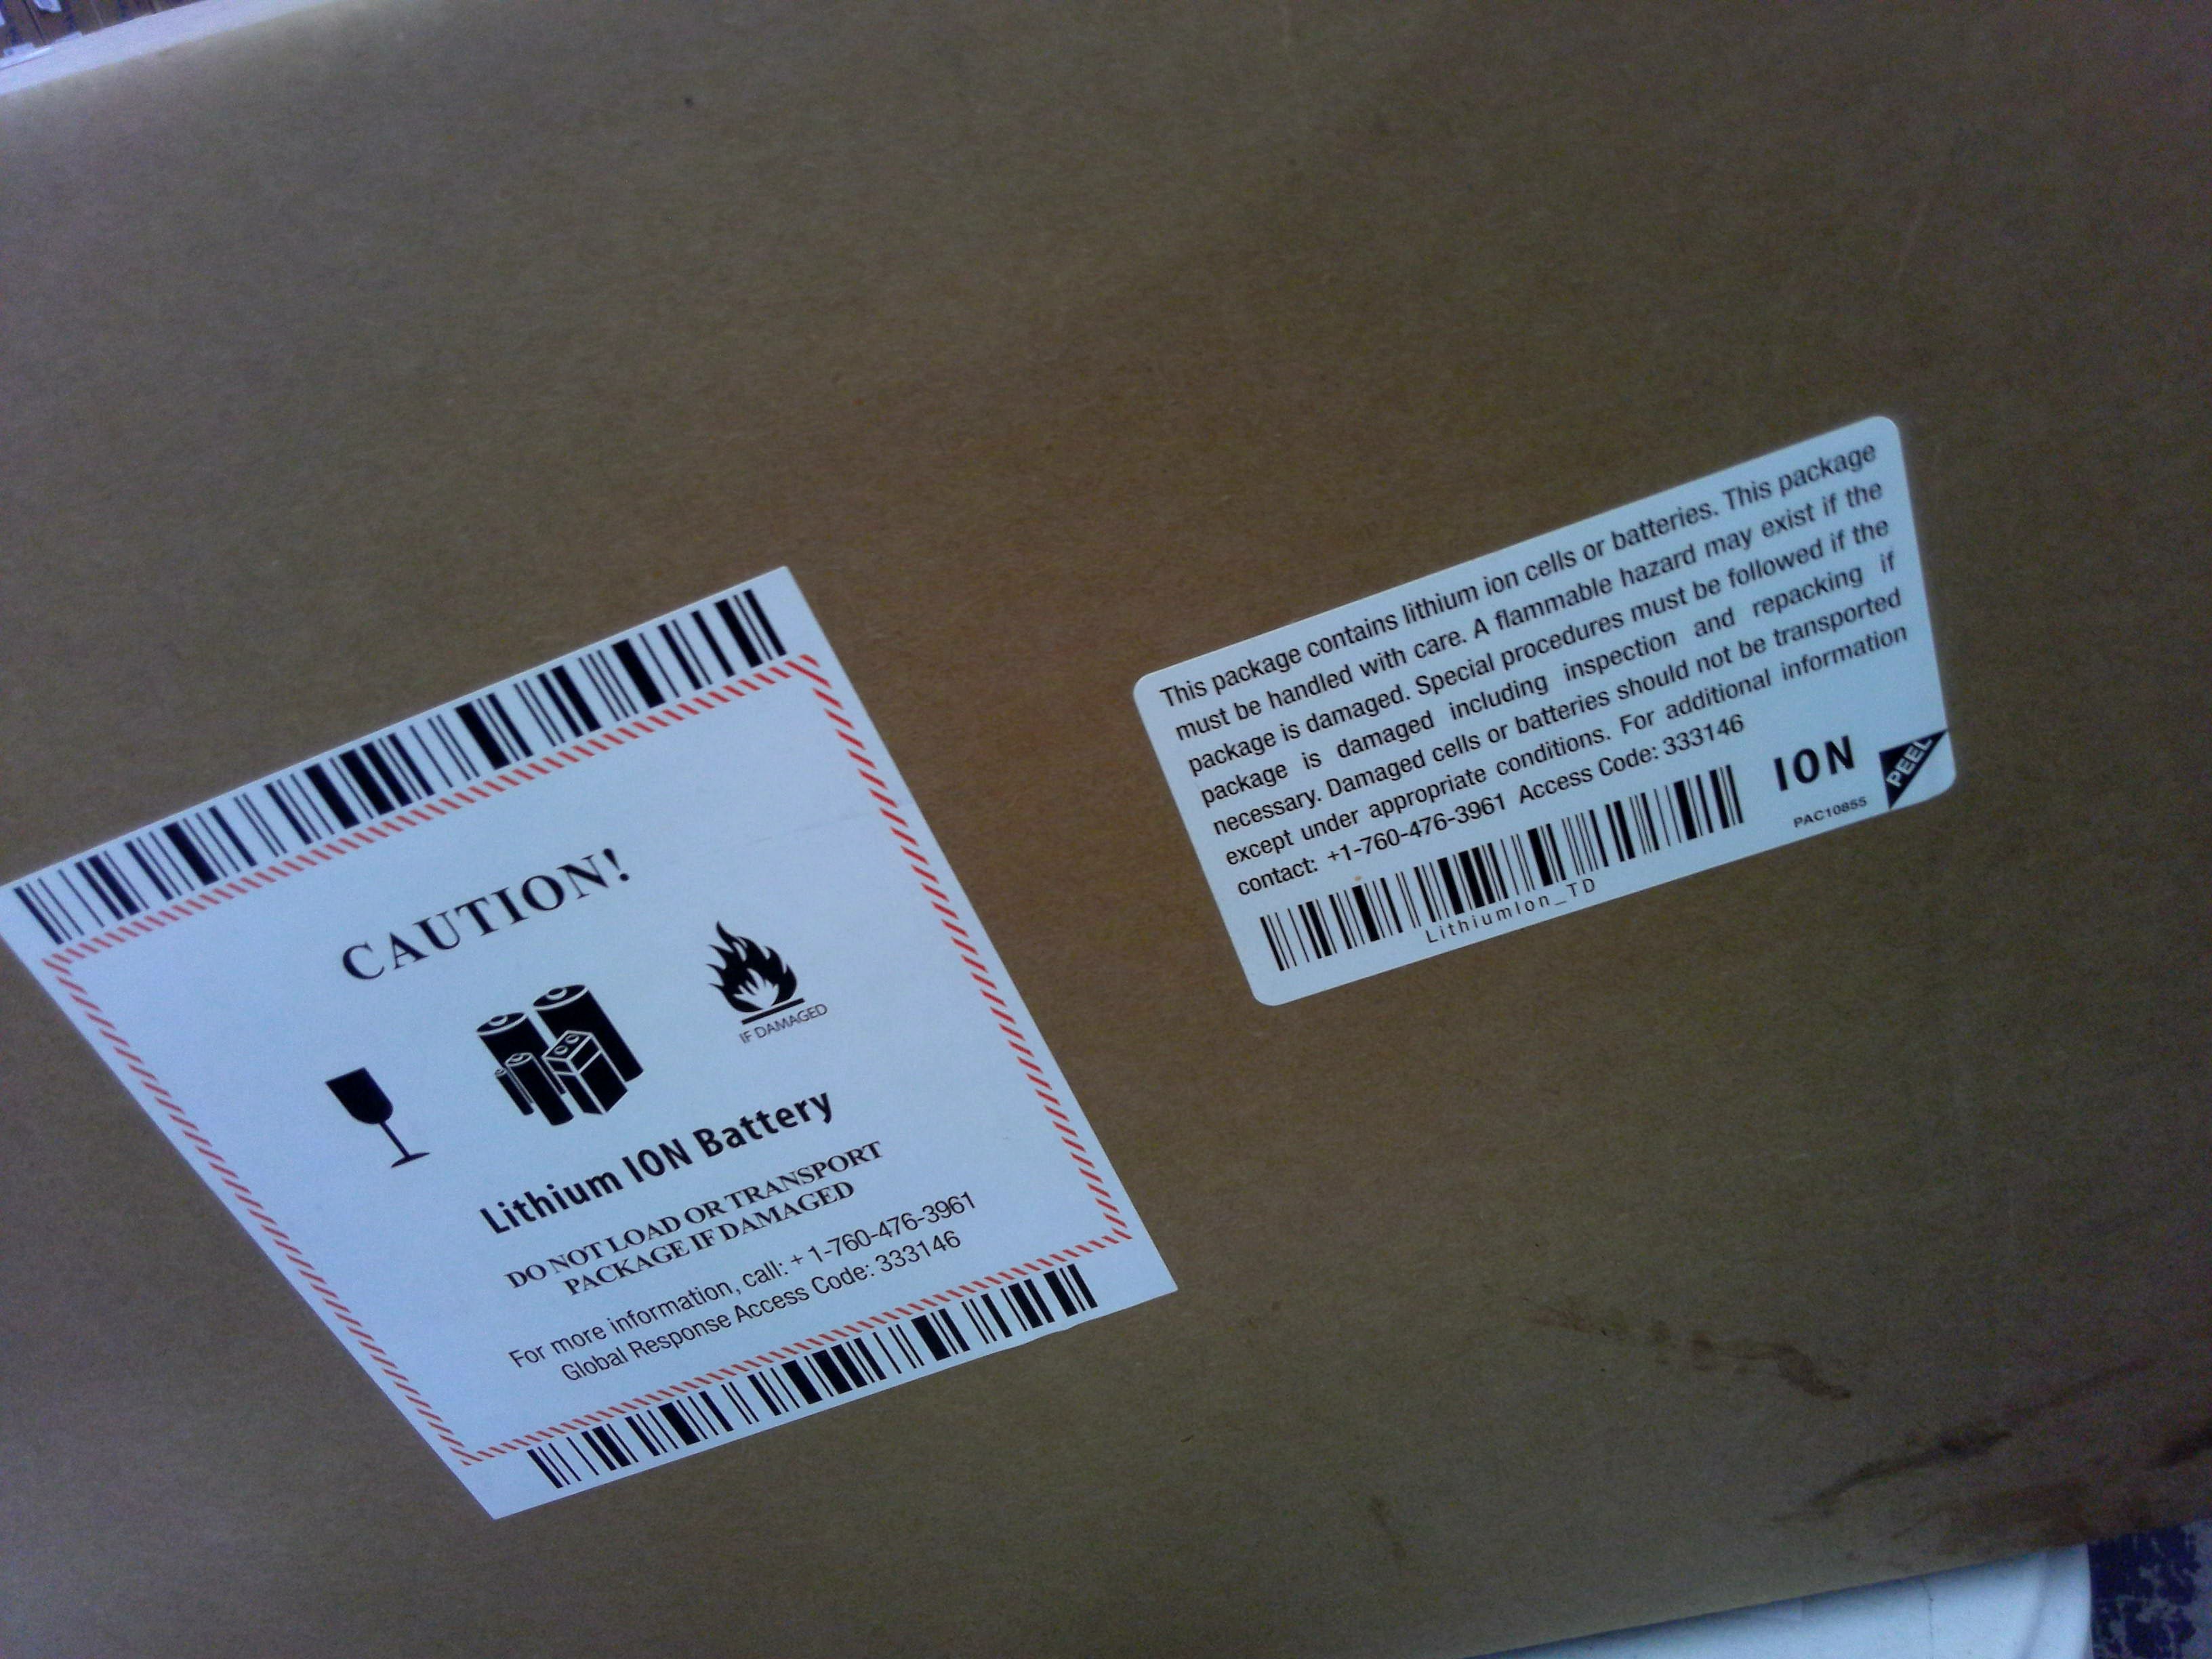 CAUTION!
IF DAMAGED
Lithium ION Battery
DO NOT LOAD OR TRANSPORT
PACKAGE IF DAMAGED
For more information, call: + 1-760-476-3961
Global Response Access Code: 333146
This package contains lithium ion cells or batteries. This package
must be handled with care. A flammable hazard may exist if the
package is damaged. Special procedures must be followed if the
package is damaged including inspection and repacking if
necessary. Damaged cells or batteries should not be transported
except under appropriate conditions. For additional information
contact: +1-760-476-3961 Access Code: 333146
LithiumIon_TD
ION
PAC10855
PEEL